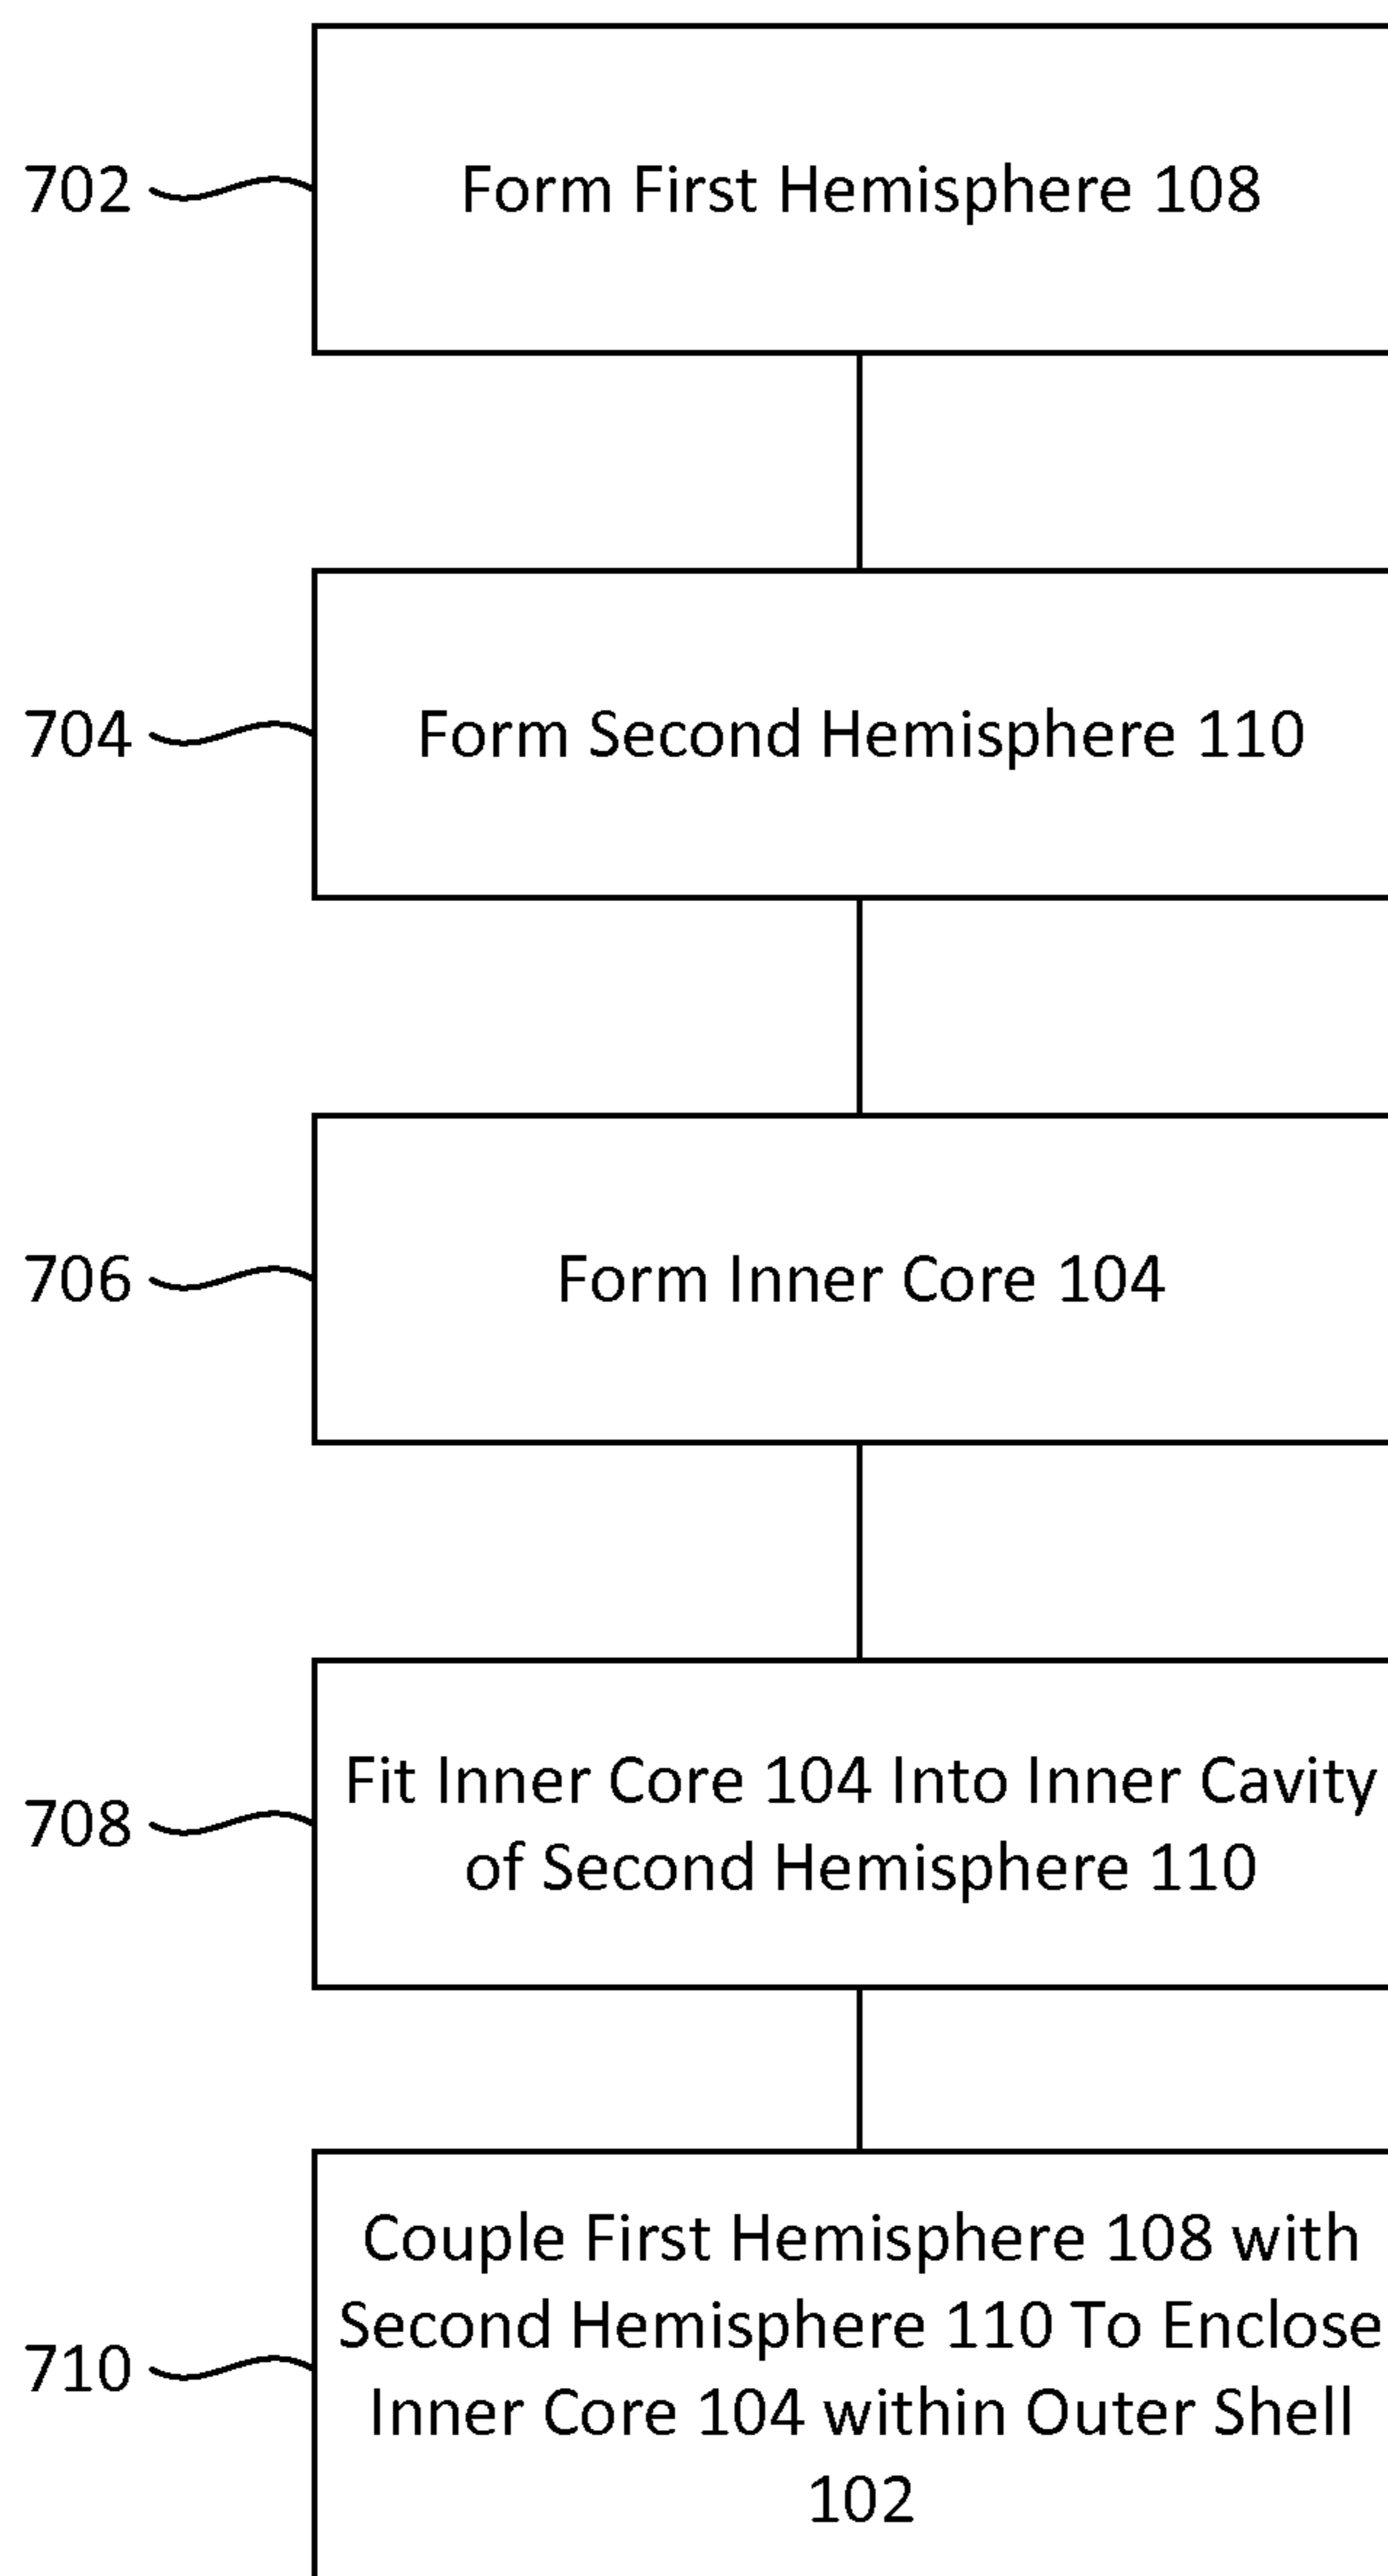 702
Form First Hemisphere 108
704
Form Second Hemisphere 110
706
Form Inner Core 104
708
Fit Inner Core 104 Into Inner Cavity
of Second Hemisphere 110
710
Couple First Hemisphere 108 with
Second Hemisphere 110 To Enclose
Inner Core 104 within Outer Shell
102